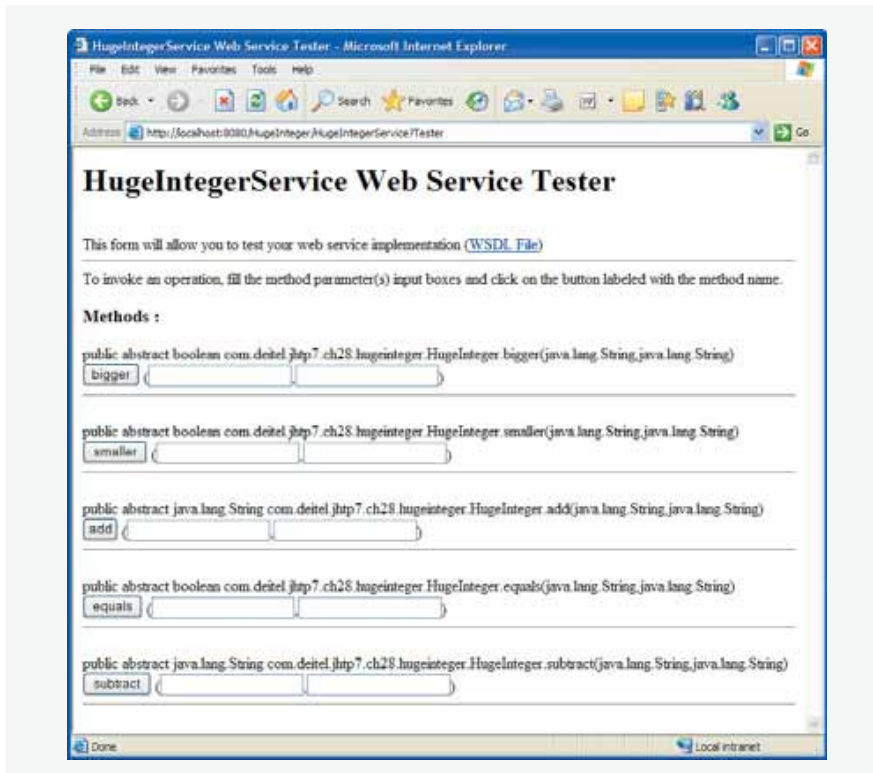 HugeIntegerService Web Service Tester - Microsoft Internet Explorer
File Edit View Favorites Tools Help
Back Search Favorites
Address http://localhost:8080/HugeInteger/HugeIntegerService?Tester Go
HugeIntegerService Web Service Tester
This form will allow you to test your web service implementation (WSDL File)
To invoke an operation, fill the method parameter(s) input boxes and click on the button labeled with the method name.
Methods :
public abstract boolean com.deitel.jhtp7.ch28.hugeinteger.HugeInteger.bigger(java.lang.String,java.lang.String)
bigger ( , )
public abstract boolean com.deitel.jhtp7.ch28.hugeinteger.HugeInteger.smaller(java.lang.String,java.lang.String)
smaller ( , )
public abstract java.lang.String com.deitel.jhtp7.ch28.hugeinteger.HugeInteger.add(java.lang.String,java.lang.String)
add ( , )
public abstract boolean com.deitel.jhtp7.ch28.hugeinteger.HugeInteger.equals(java.lang.String,java.lang.String)
equals ( , )
public abstract java.lang.String com.deitel.jhtp7.ch28.hugeinteger.HugeInteger.subtract(java.lang.String,java.lang.String)
subtract ( , )
Done Local intranet